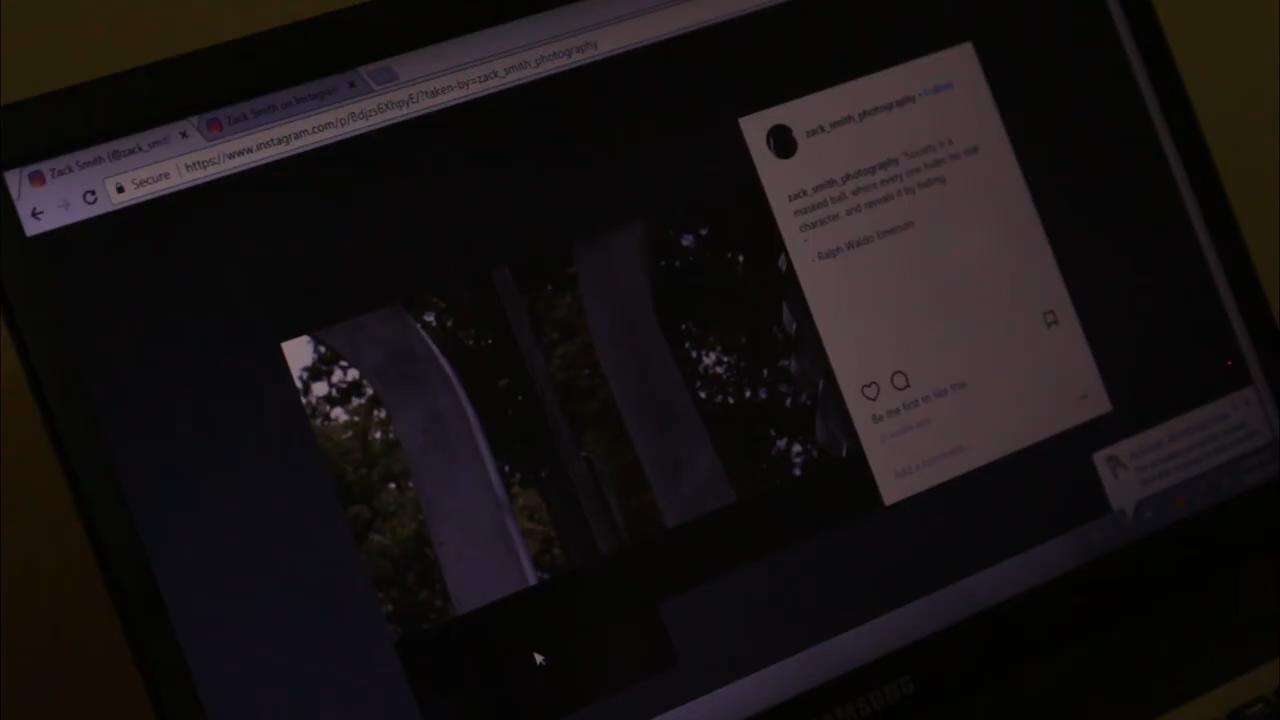 Zack Smith (@zack_smit
Zack Smith on Instagram
Secure
https://www.instagram.com/p/Bdjzs6XhpyE/?taken-by=zack_smith_photography
zack_smith_photography • Follow
zack_smith_photography "Society is a
masked ball, where every one hides his real
character, and reveals it by hiding.
"
- Ralph Waldo Emerson
Be the first to like this
Add a comment...
SAMSUNG